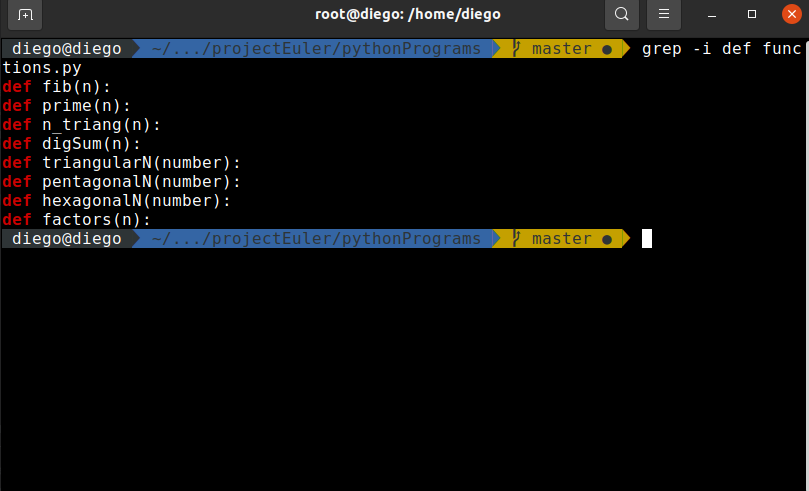 root@diego: /home/diego
diego@diego ~/.../projectEuler/pythonPrograms master ● grep -i def func
tions.py
def fib(n):
def prime(n):
def n_triang(n):
def digSum(n):
def triangularN(number):
def pentagonalN(number):
def hexagonalN(number):
def factors(n):
diego@diego ~/.../projectEuler/pythonPrograms master ●